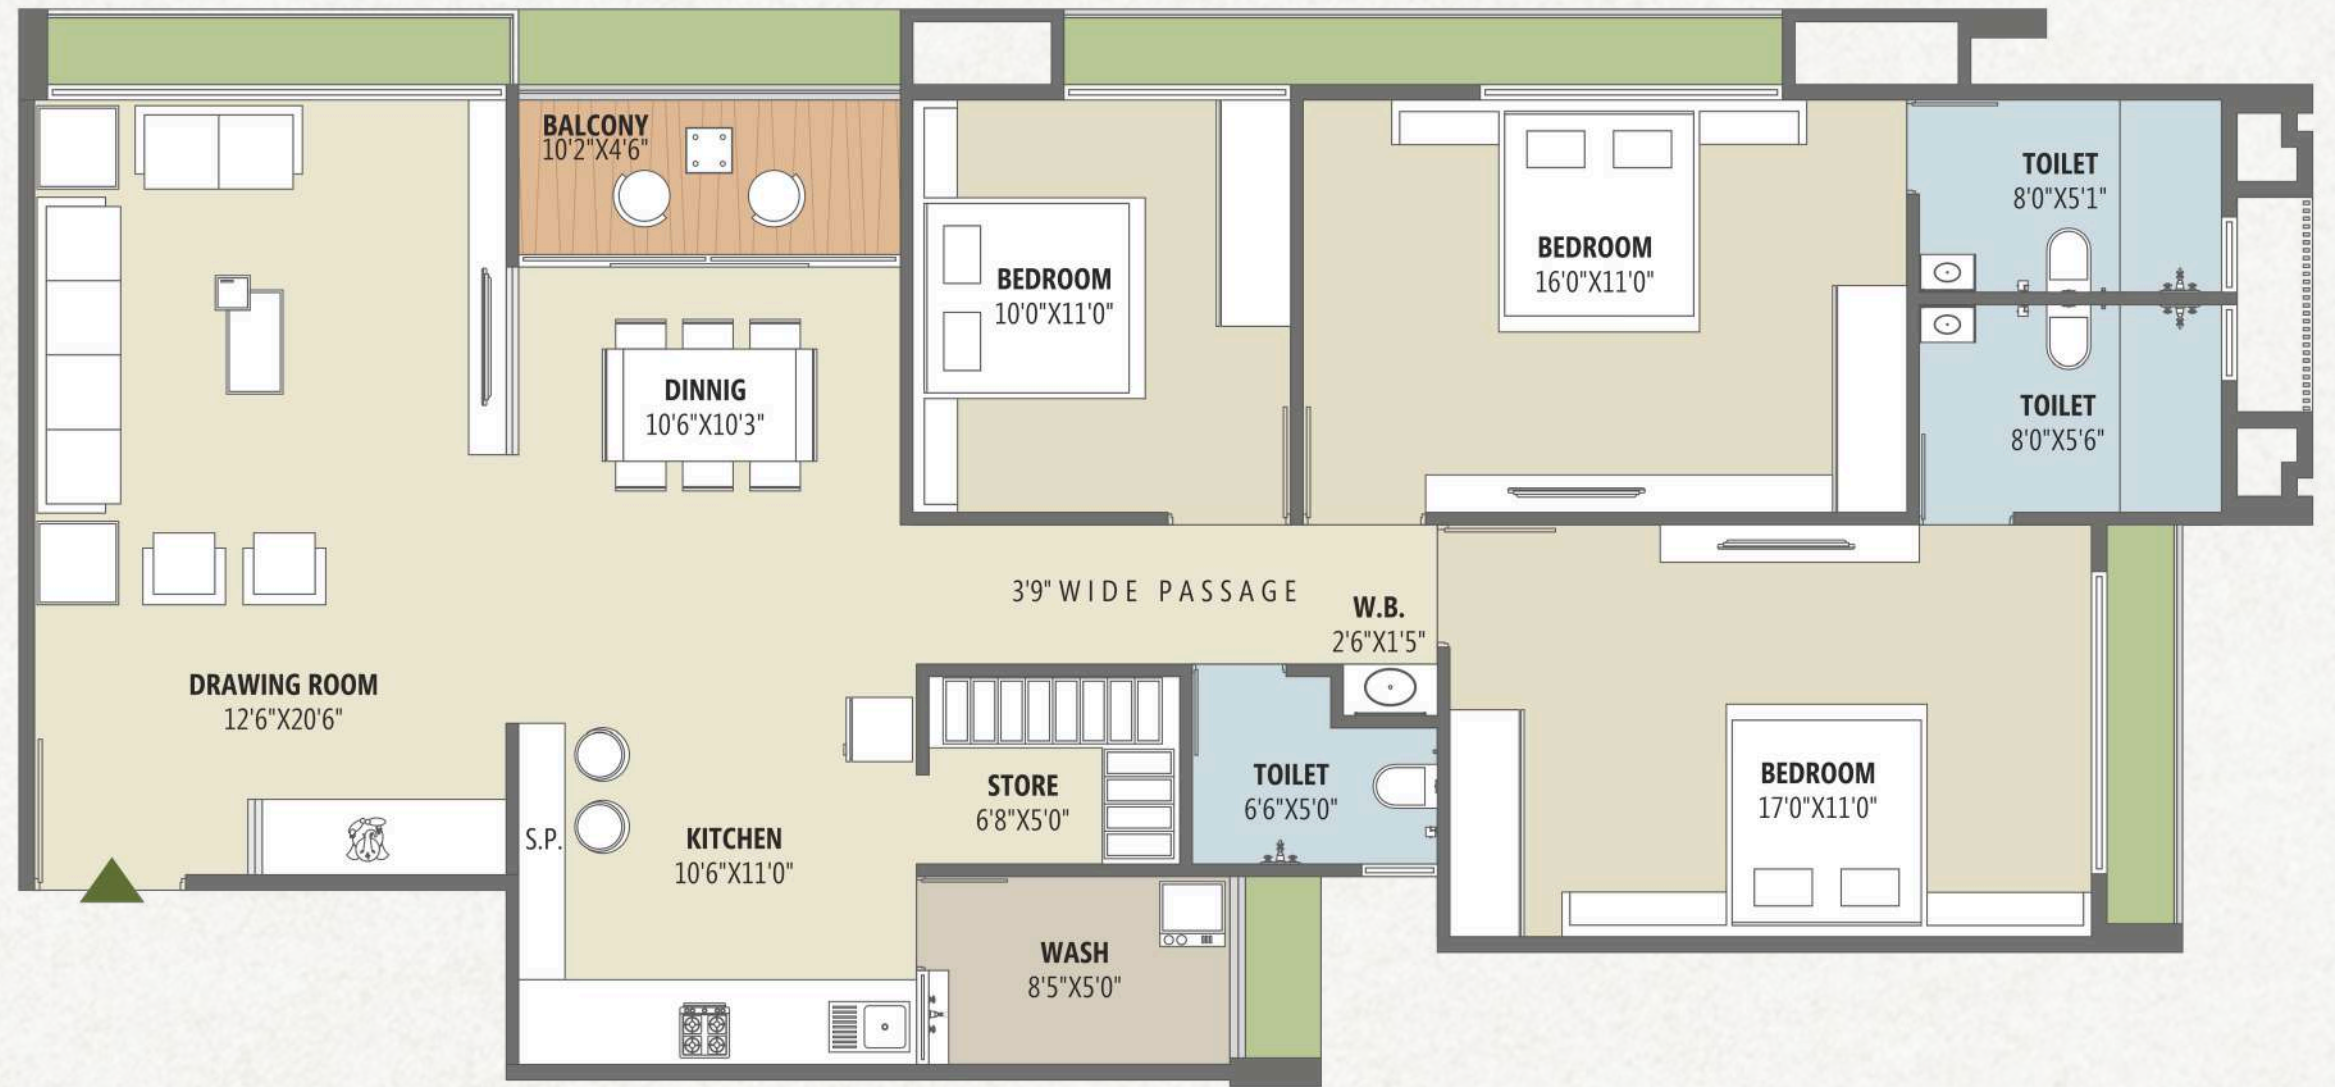 BALCONY
10'2"X4'6"
TOILET
8'0"X5'1"
BEDROOM
16'0"X11'0"
BEDROOM
10'0"X11'0"
DINNIG
10'6"X10'3"
TOILET
8'0"X5'6"
3'9" WIDE PASSAGE
W.B.
2'6"X1'5"
DRAWING ROOM
12'6"X20'6"
STORE
6'8"X5'0"
TOILET
6'6"X5'0"
BEDROOM
17'0"X11'0"
S.P.
KITCHEN
10'6"X11'0"
WASH
8'5"X5'0"